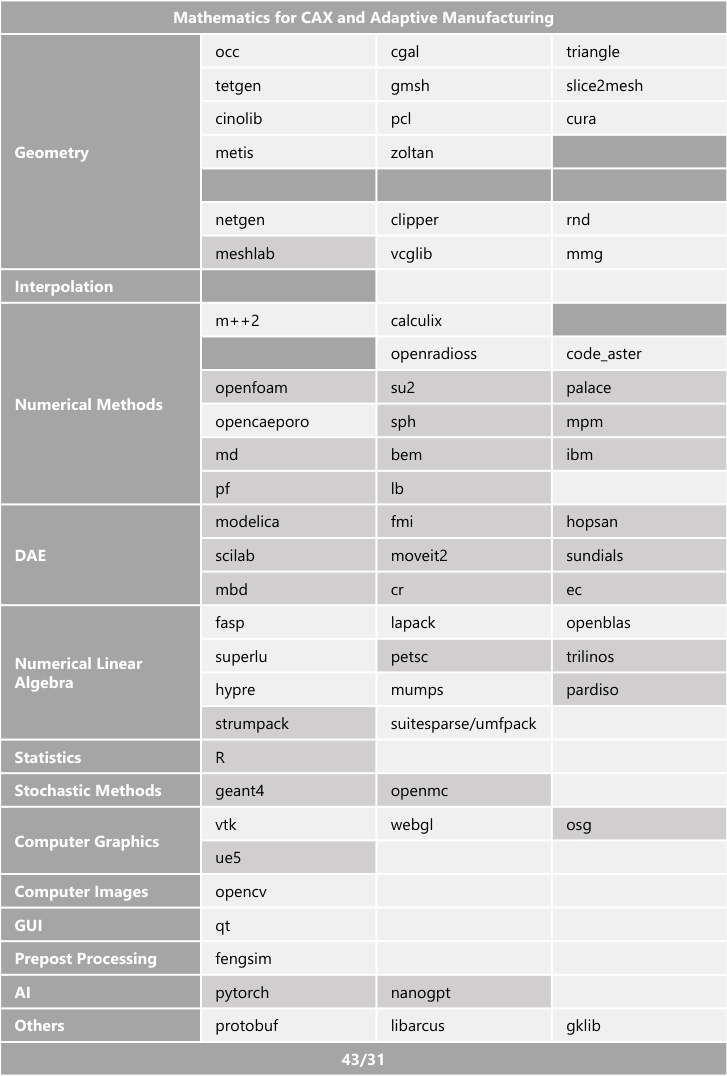 Mathematics for CAX and Adaptive Manufacturing
Geometry
occ cgal triangle
tetgen gmsh slice2mesh
cinolib pcl cura
metis zoltan
netgen clipper rnd
meshlab vcglib mmg
Interpolation
Numerical Methods
m++2 calculix
openradioss code_aster
openfoam su2 palace
opencaeporo sph mpm
md bem ibm
pf lb
DAE
modelica fmi hopsan
scilab moveit2 sundials
mbd cr ec
Numerical Linear
Algebra
fasp lapack openblas
superlu petsc trilinos
hypre mumps pardiso
strumpack suitesparse/umfpack
Statistics R
Stochastic Methods geant4 openmc
Computer Graphics
vtk webgl osg
ue5
Computer Images opencv
GUI qt
Prepost Processing fengsim
AI pytorch nanogpt
Others protobuf libarcus gklib
43/31